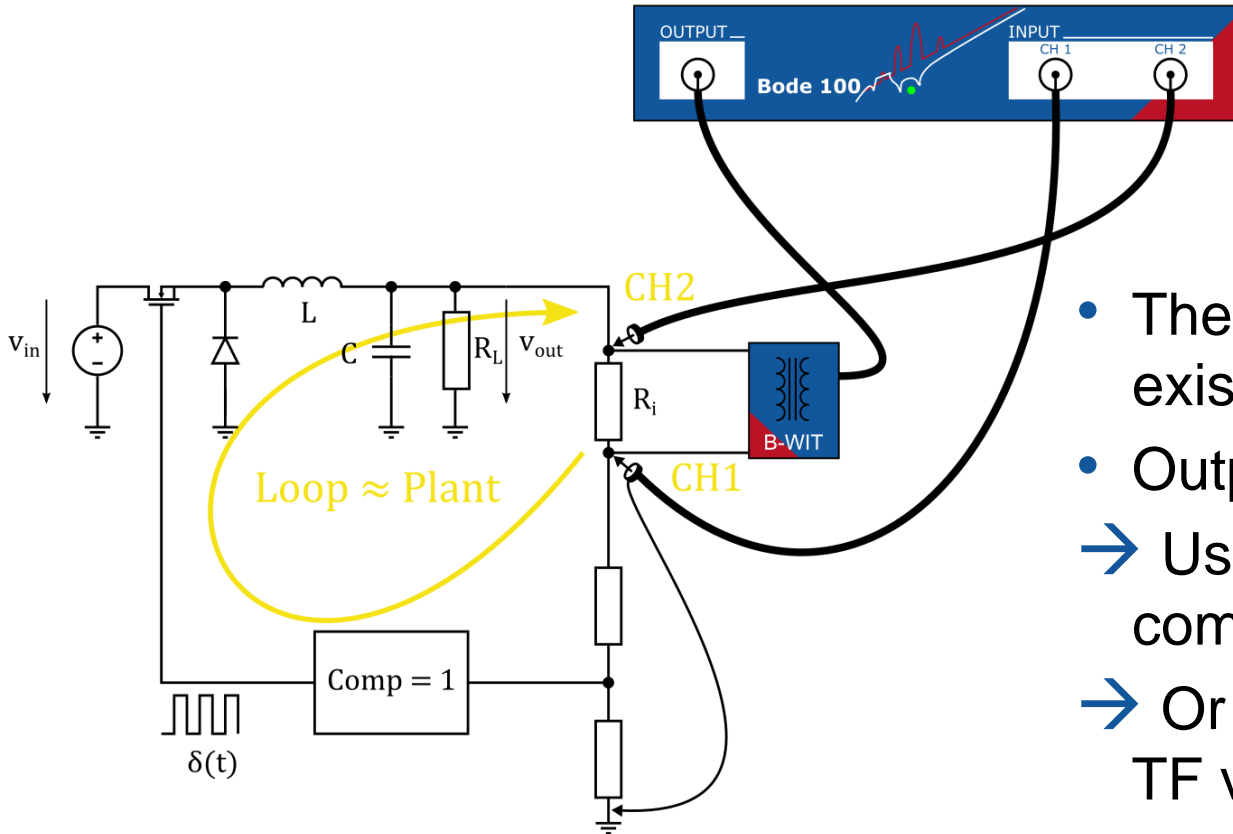 OUTPUT
INPUT
CH 1
CH 2
Bode 100
CH2
L
v_in
C
R_L
v_out
R_i
B-WIT
CH1
Loop ≈ Plant
Comp = 1
δ(t)
• The
exis
• Outp
→ Us
com
→ Or
TF v